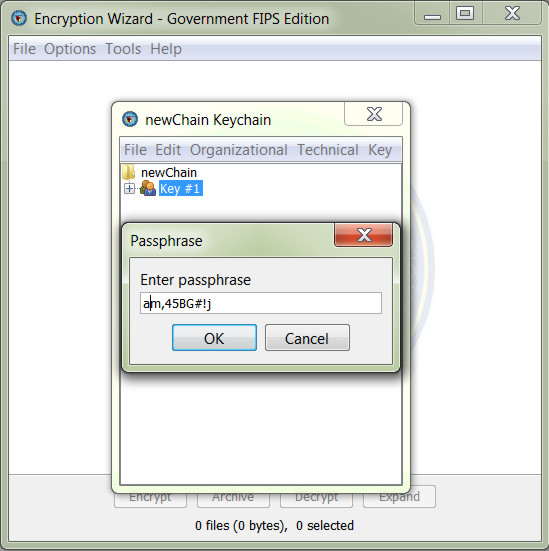 Encryption Wizard - Government FIPS Edition
File Options Tools Help
newChain Keychain
File Edit Organizational Technical Key
newChain
Key #1
Passphrase
Enter passphrase
am,45BG#!j
OK Cancel
Encrypt Archive Decrypt Expand
0 files (0 bytes), 0 selected